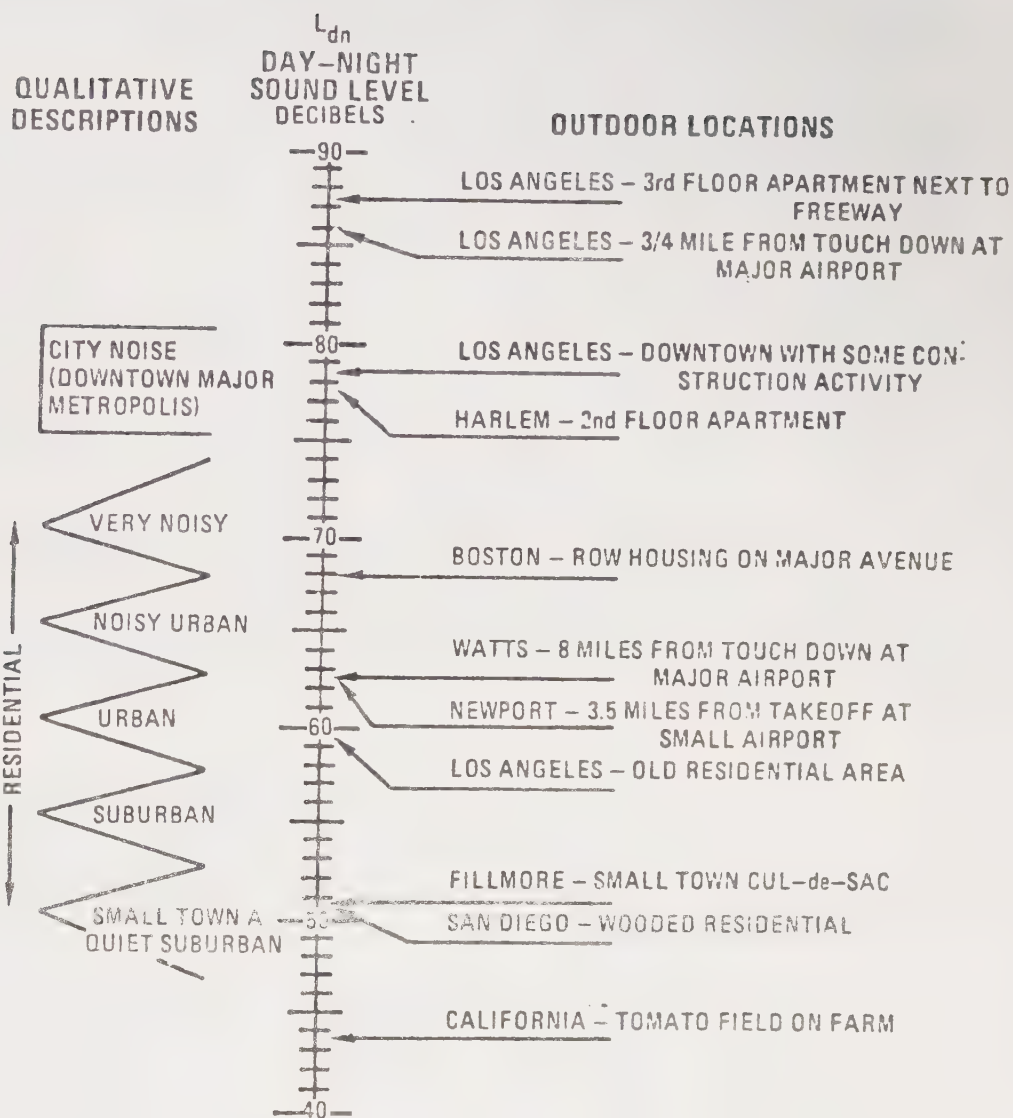 L_dn
DAY–NIGHT
SOUND LEVEL
DECIBELS
QUALITATIVE
DESCRIPTIONS
OUTDOOR LOCATIONS
90
LOS ANGELES – 3rd FLOOR APARTMENT NEXT TO
FREEWAY
LOS ANGELES – 3/4 MILE FROM TOUCH DOWN AT
MAJOR AIRPORT
80
CITY NOISE
(DOWNTOWN MAJOR
METROPOLIS)
LOS ANGELES – DOWNTOWN WITH SOME CON-
STRUCTION ACTIVITY
HARLEM – 2nd FLOOR APARTMENT
VERY NOISY
70
BOSTON – ROW HOUSING ON MAJOR AVENUE
NOISY URBAN
RESIDENTIAL
WATTS – 8 MILES FROM TOUCH DOWN AT
MAJOR AIRPORT
URBAN
NEWPORT – 3.5 MILES FROM TAKEOFF AT
SMALL AIRPORT
60
LOS ANGELES – OLD RESIDENTIAL AREA
SUBURBAN
FILLMORE – SMALL TOWN CUL-de-SAC
SMALL TOWN A
QUIET SUBURBAN
50
SAN DIEGO – WOODED RESIDENTIAL
CALIFORNIA – TOMATO FIELD ON FARM
40